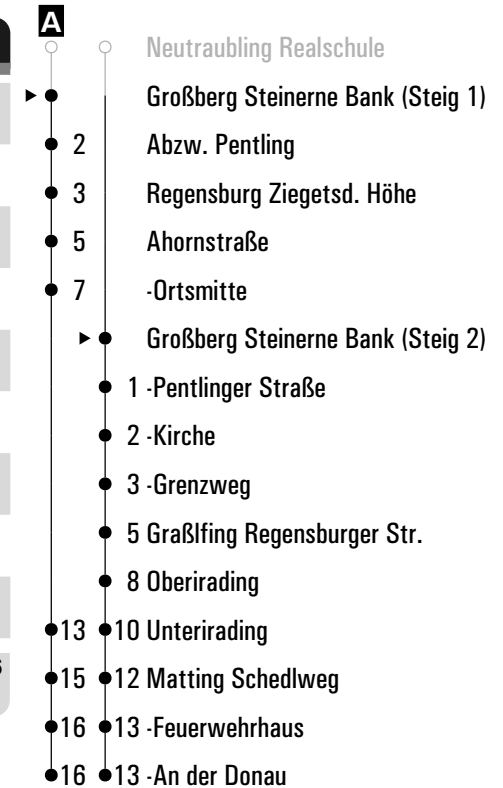 A
Neutraubling Realschule
Großberg Steinerne Bank (Steig 1)
2 Abzw. Pentling
3 Regensburg Ziegetsd. Höhe
5 Ahornstraße
7 -Ortsmitte
Großberg Steinerne Bank (Steig 2)
1 -Pentlinger Straße
2 -Kirche
3 -Grenzweg
5 Graßlfing Regensburger Str.
8 Oberirading
13 10 Unterirading
15 12 Matting Schedlweg
16 13 -Feuerwehrhaus
16 13 -An der Donau